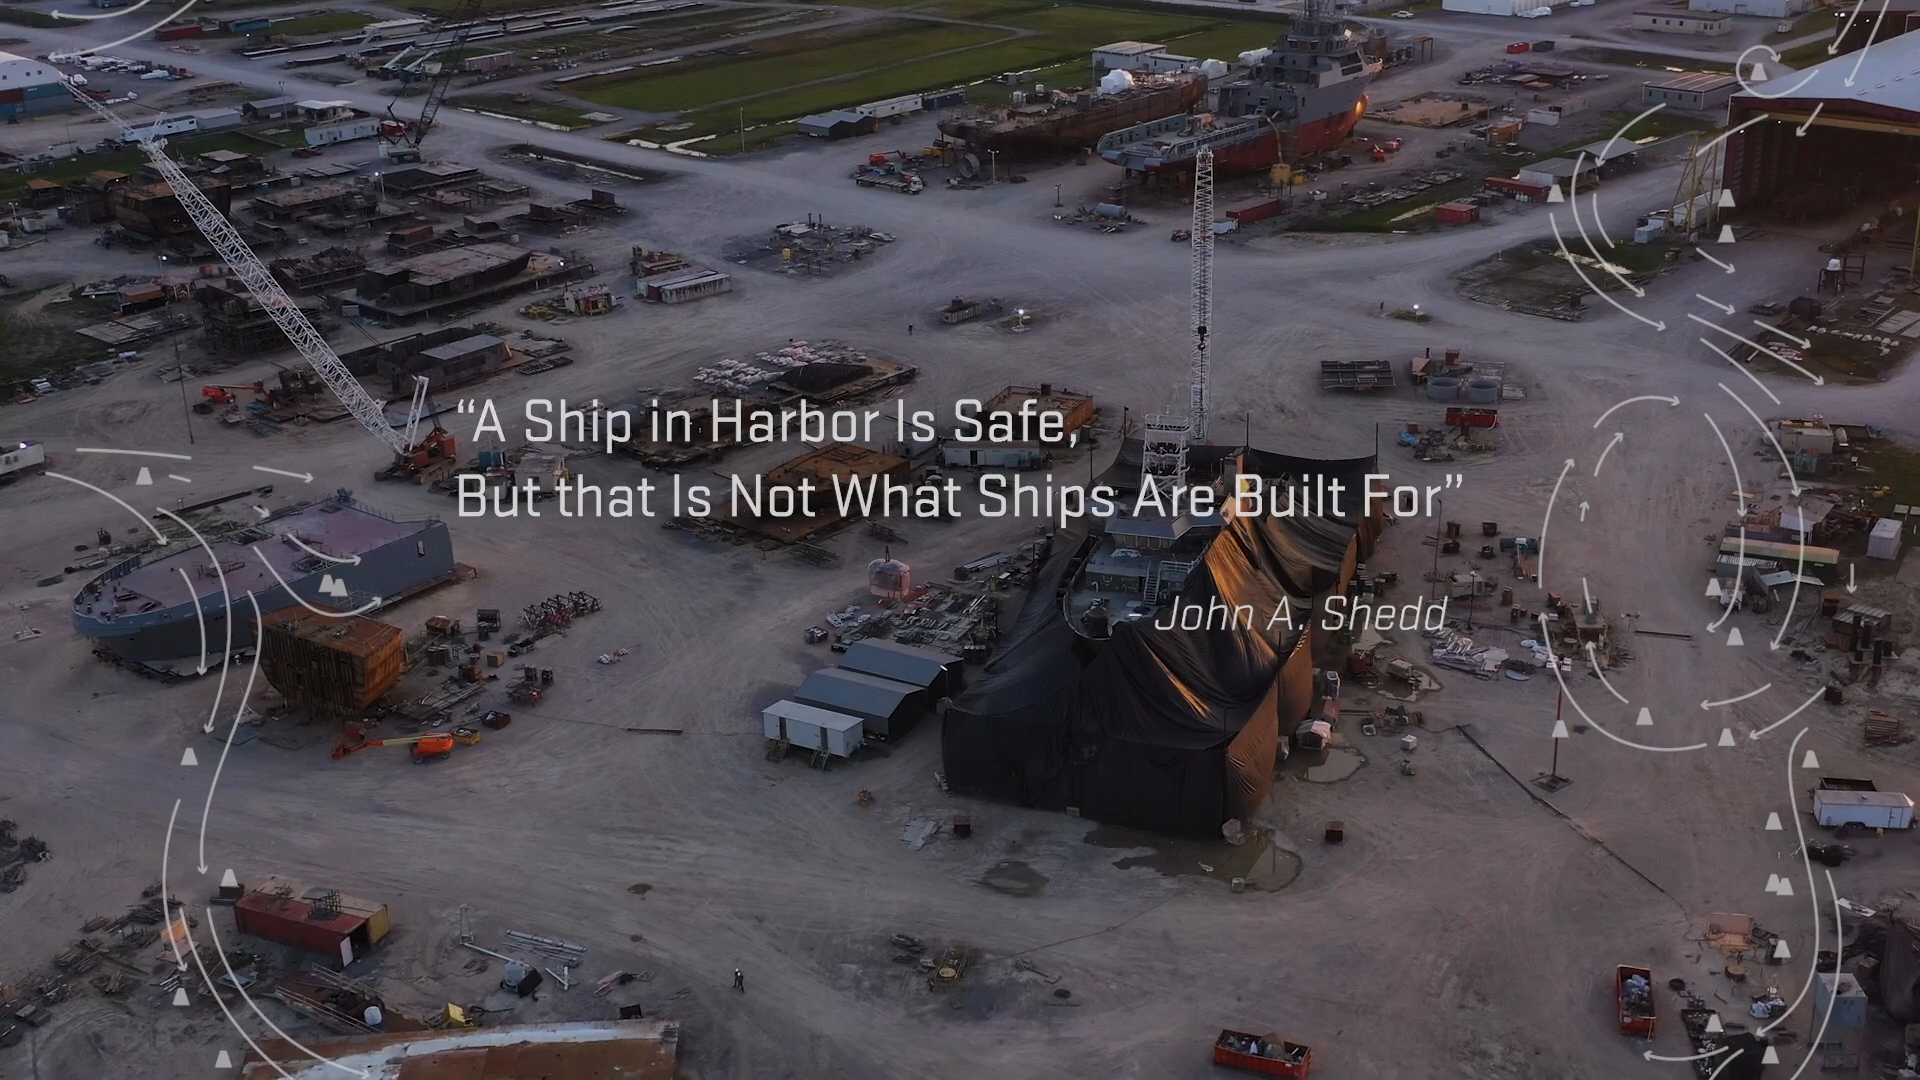 “A Ship in Harbor Is Safe,
But that Is Not What Ships Are Built For”
John A. Shedd